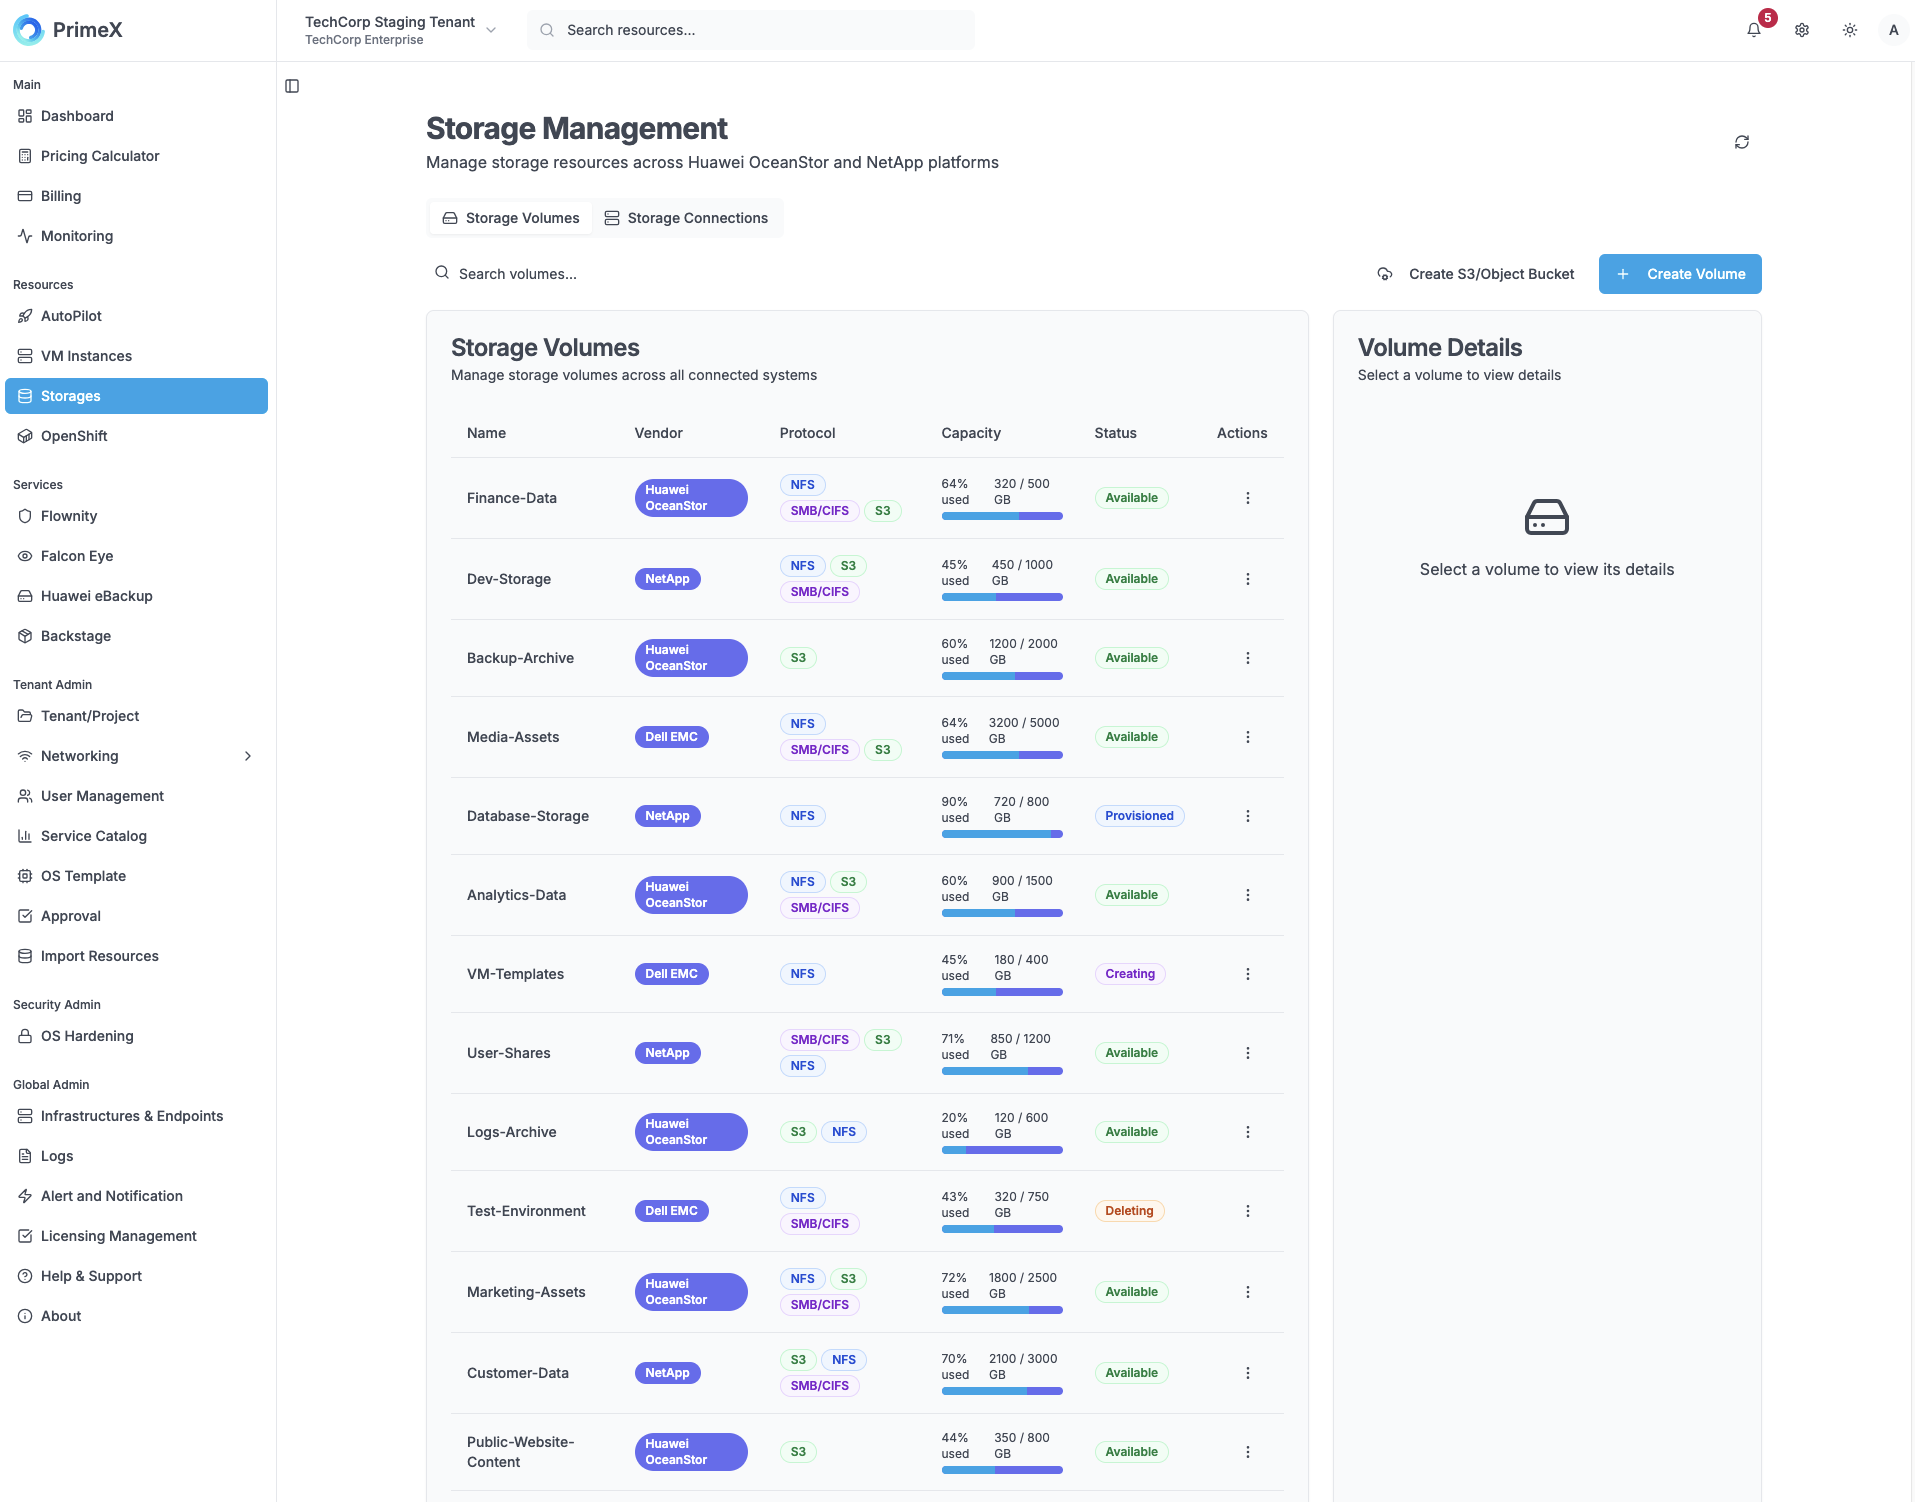 PrimeX
TechCorp Staging Tenant
TechCorp Enterprise
Search resources...
5
A
Main
Dashboard
Pricing Calculator
Billing
Monitoring
Resources
AutoPilot
VM Instances
Storages
OpenShift
Services
Flownity
Falcon Eye
Huawei eBackup
Backstage
Tenant Admin
Tenant/Project
Networking
User Management
Service Catalog
OS Template
Approval
Import Resources
Security Admin
OS Hardening
Global Admin
Infrastructures & Endpoints
Logs
Alert and Notification
Licensing Management
Help & Support
About
Storage Management
Manage storage resources across Huawei OceanStor and NetApp platforms
Storage Volumes
Storage Connections
Search volumes...
Create S3/Object Bucket
Create Volume
Storage Volumes
Manage storage volumes across all connected systems
Name Vendor Protocol Capacity Status Actions
Finance-Data
Huawei
OceanStor
NFS
SMB/CIFS S3
64% 320 / 500
used GB
Available
Dev-Storage
NetApp
NFS S3
SMB/CIFS
45% 450 / 1000
used GB
Available
Backup-Archive
Huawei
OceanStor
S3
60% 1200 / 2000
used GB
Available
Media-Assets
Dell EMC
NFS
SMB/CIFS S3
64% 3200 / 5000
used GB
Available
Database-Storage
NetApp
NFS
90% 720 / 800
used GB
Provisioned
Analytics-Data
Huawei
OceanStor
NFS S3
SMB/CIFS
60% 900 / 1500
used GB
Available
VM-Templates
Dell EMC
NFS
45% 180 / 400
used GB
Creating
User-Shares
NetApp
SMB/CIFS S3
NFS
71% 850 / 1200
used GB
Available
Logs-Archive
Huawei
OceanStor
S3 NFS
20% 120 / 600
used GB
Available
Test-Environment
Dell EMC
NFS
SMB/CIFS
43% 320 / 750
used GB
Deleting
Marketing-Assets
Huawei
OceanStor
NFS S3
SMB/CIFS
72% 1800 / 2500
used GB
Available
Customer-Data
NetApp
S3 NFS
SMB/CIFS
70% 2100 / 3000
used GB
Available
Public-Website-
Content
Huawei
OceanStor
S3
44% 350 / 800
used GB
Available
Volume Details
Select a volume to view details
Select a volume to view its details